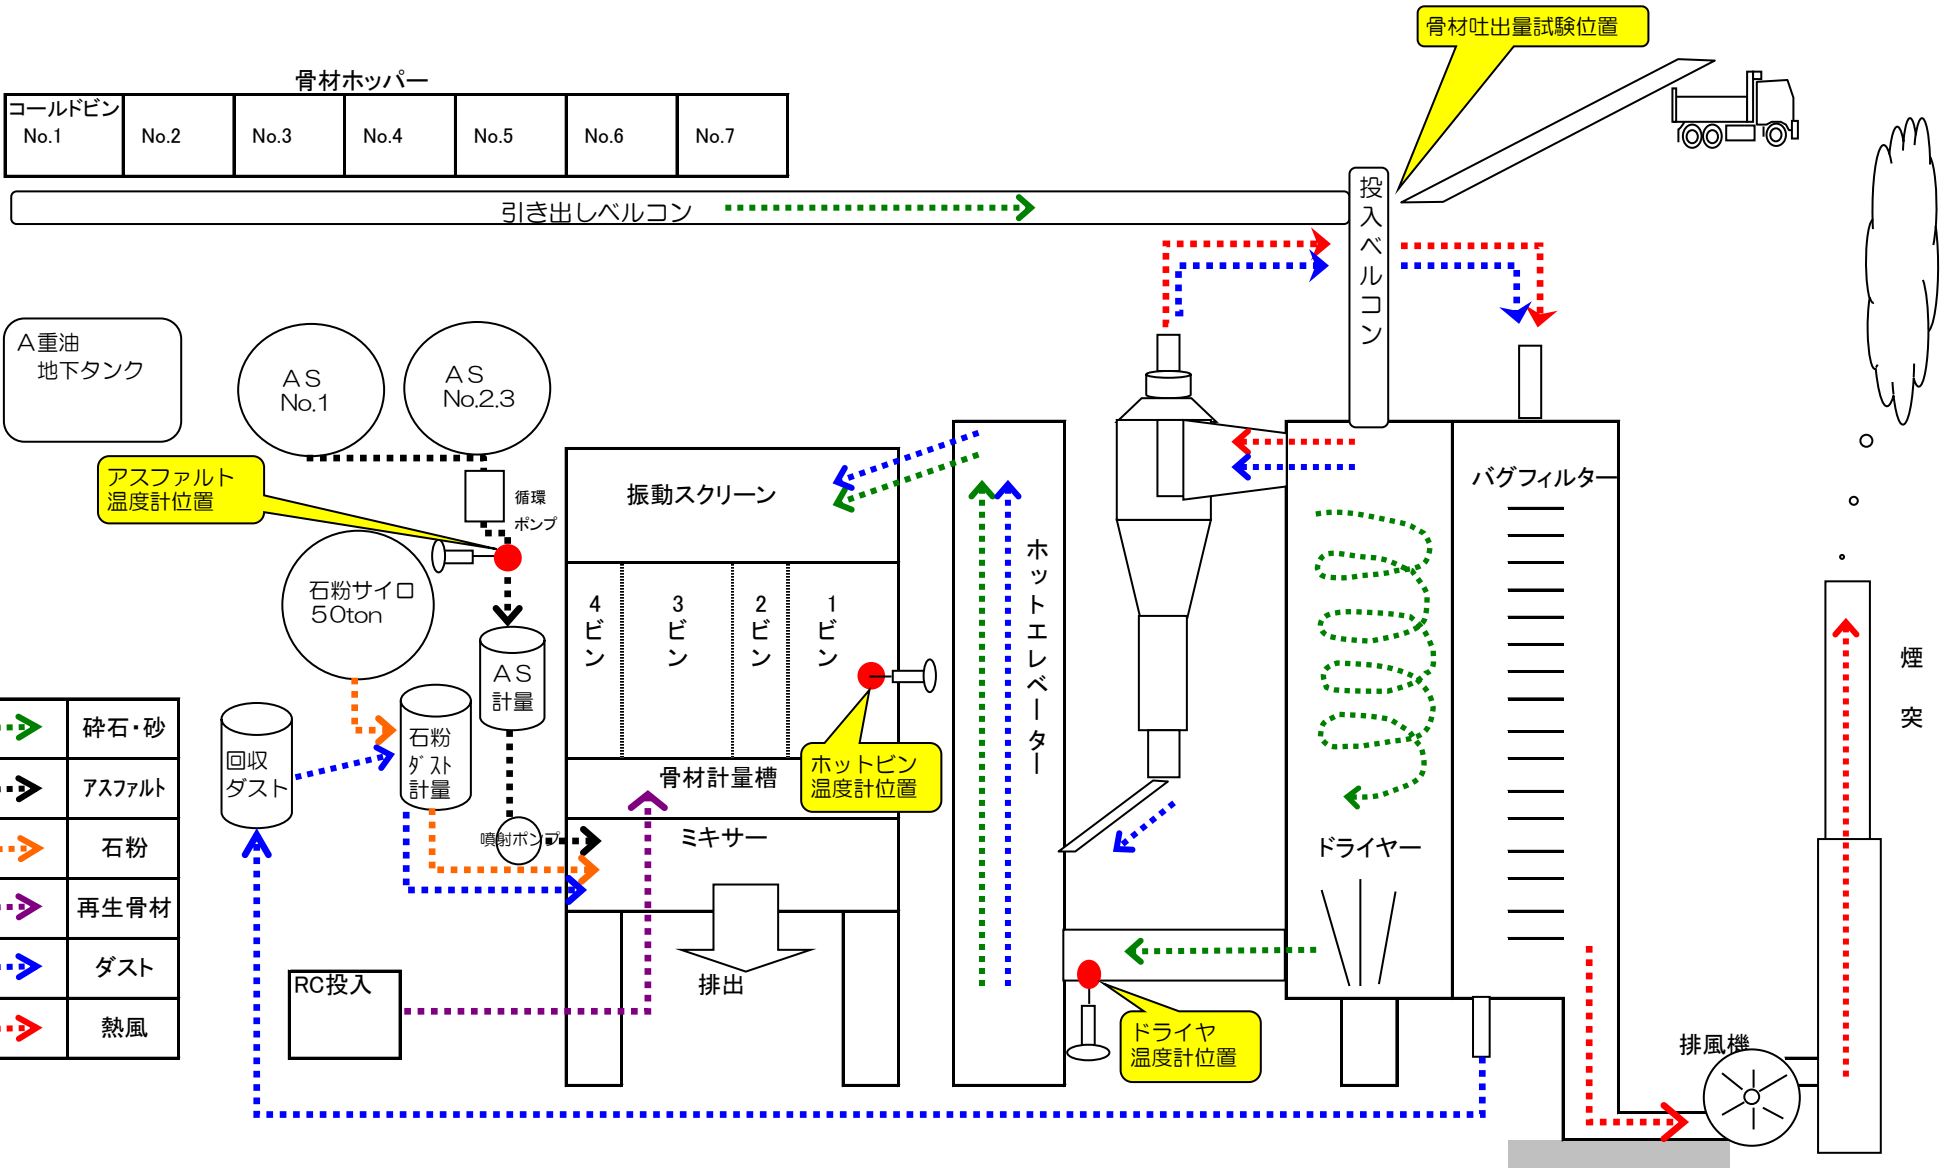 骨材吐出量試験位置
骨材ホッパー
コールドビン
No.1
No.2
No.3
No.4
No.5
No.6
No.7
引き出しベルコン
投入ベルコン
A重油
地下タンク
AS
No.1
AS
No.2.3
アスファルト
温度計位置
循環
ポンプ
振動スクリーン
バグフィルター
石粉サイロ
50ton
4ビン
3ビン
2ビン
1ビン
ホットエレベーター
AS
計量
煙突
砕石・砂
アスファルト
石粉
再生骨材
ダスト
熱風
回収
ダスト
石粉
ダスト
計量
ホットビン
温度計位置
骨材計量槽
噴射ポンプ
ミキサー
ドライヤー
排出
RC投入
ドライヤ
温度計位置
排風機